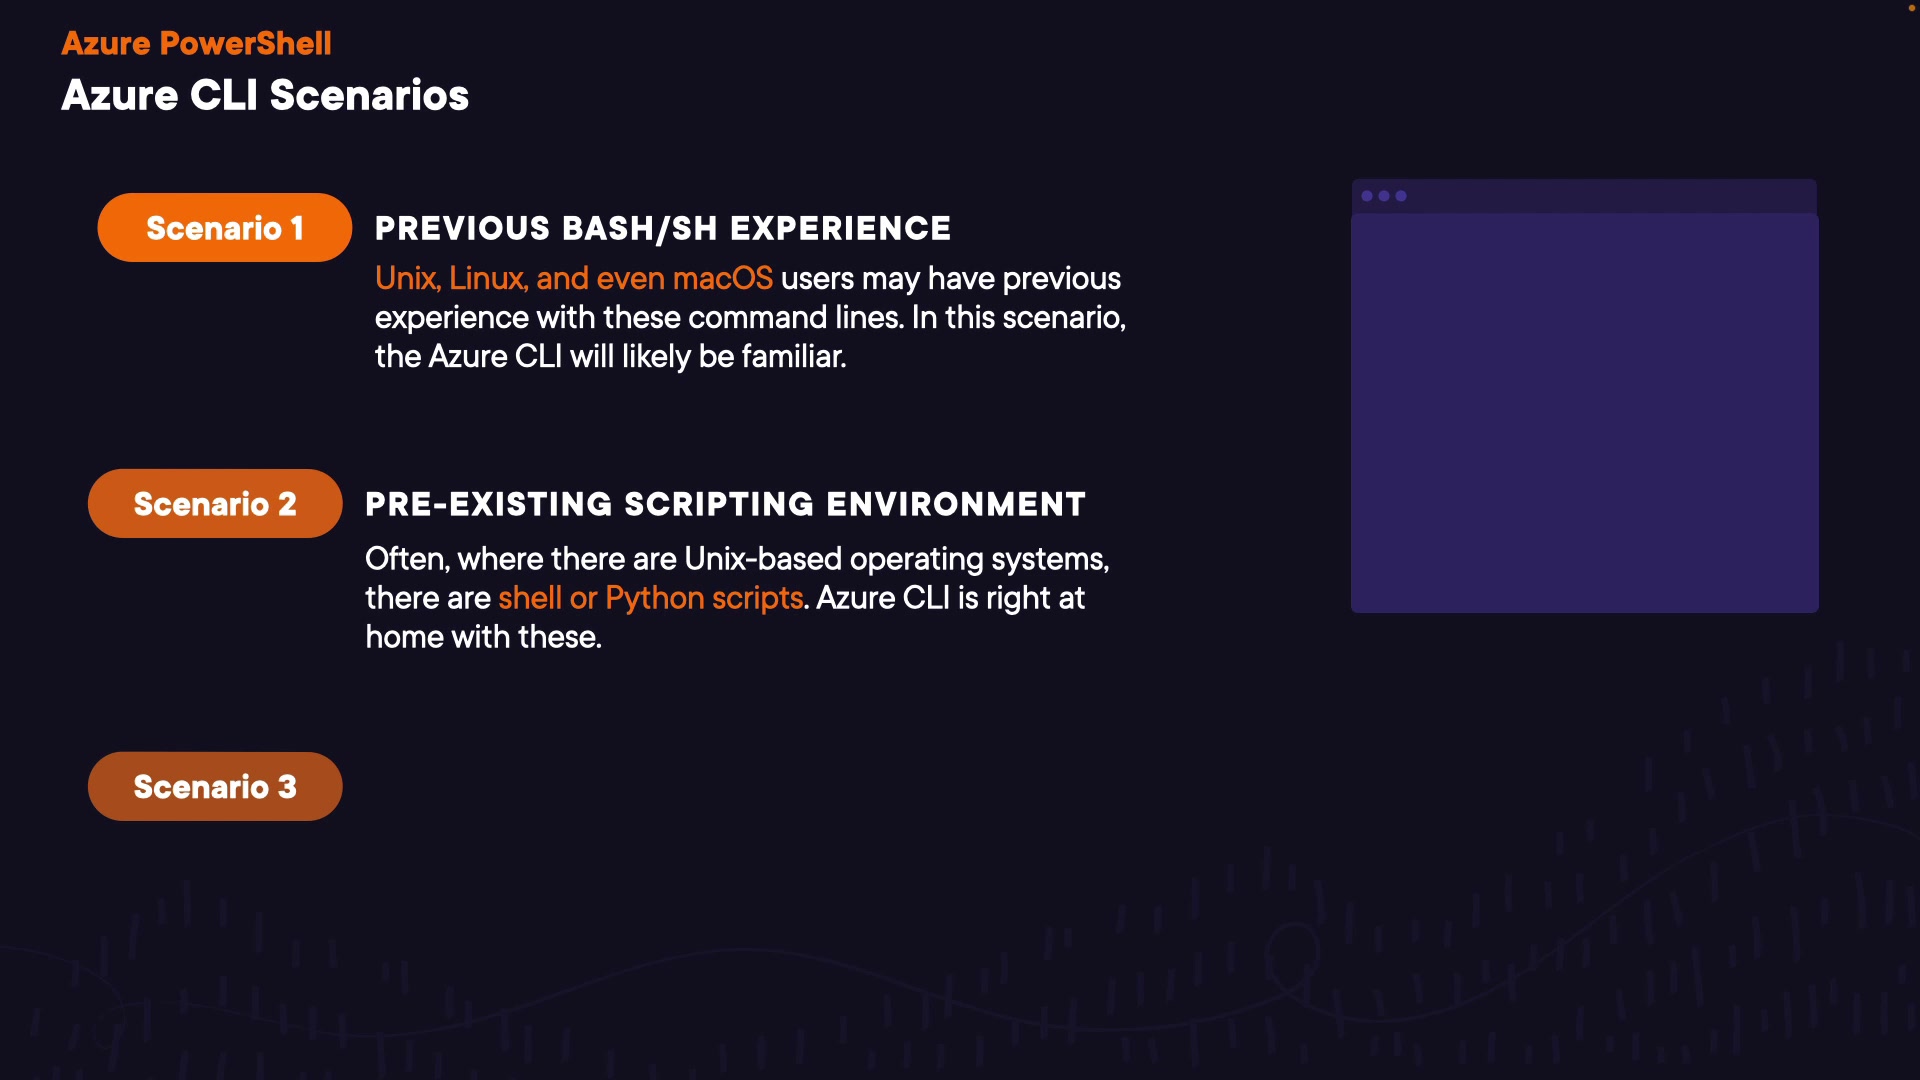 Azure PowerShell
Azure CLI Scenarios
Scenario 1
PREVIOUS BASH/SH EXPERIENCE
Unix, Linux, and even macOS users may have previous
experience with these command lines. In this scenario,
the Azure CLI will likely be familiar.
Scenario 2
PRE-EXISTING SCRIPTING ENVIRONMENT
Often, where there are Unix-based operating systems,
there are shell or Python scripts. Azure CLI is right at
home with these.
Scenario 3